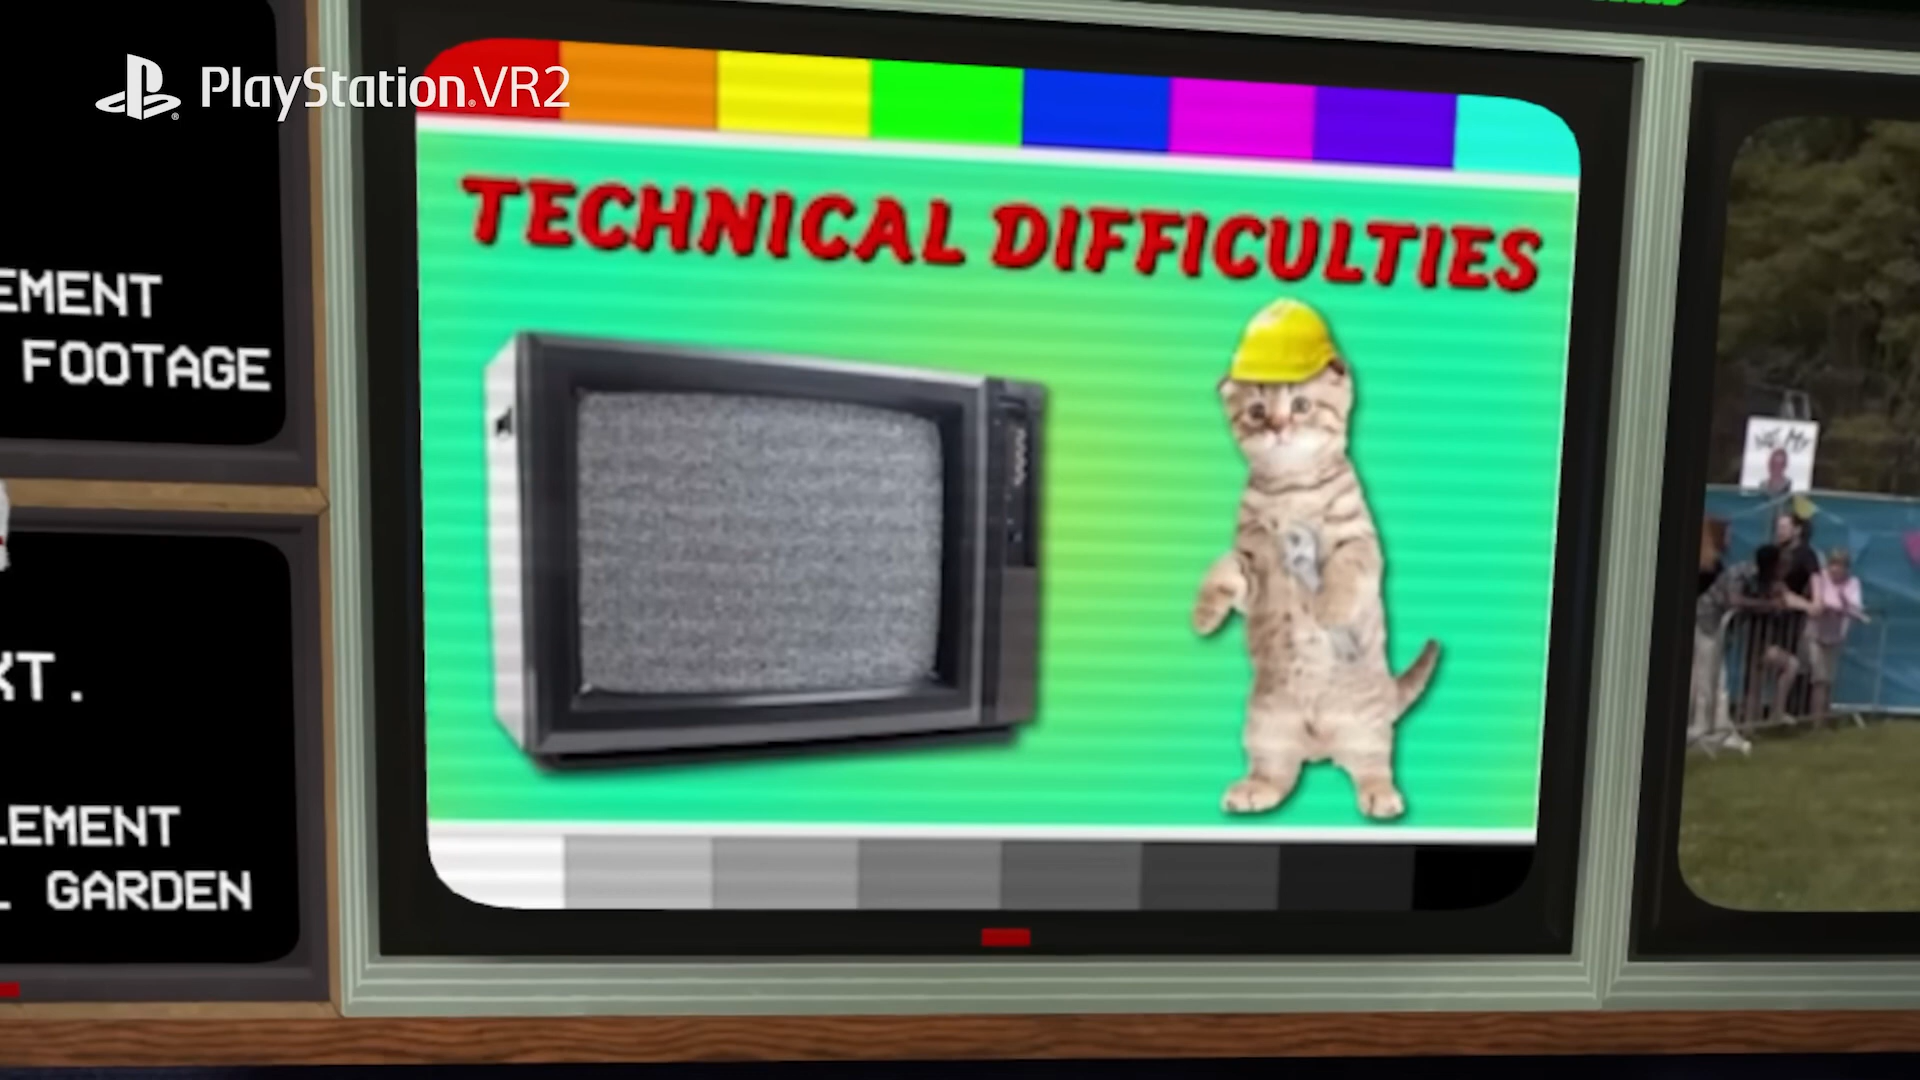 PlayStation.VR2
TECHNICAL DIFFICULTIES
EMENT
FOOTAGE
XT.
LEMENT
L GARDEN